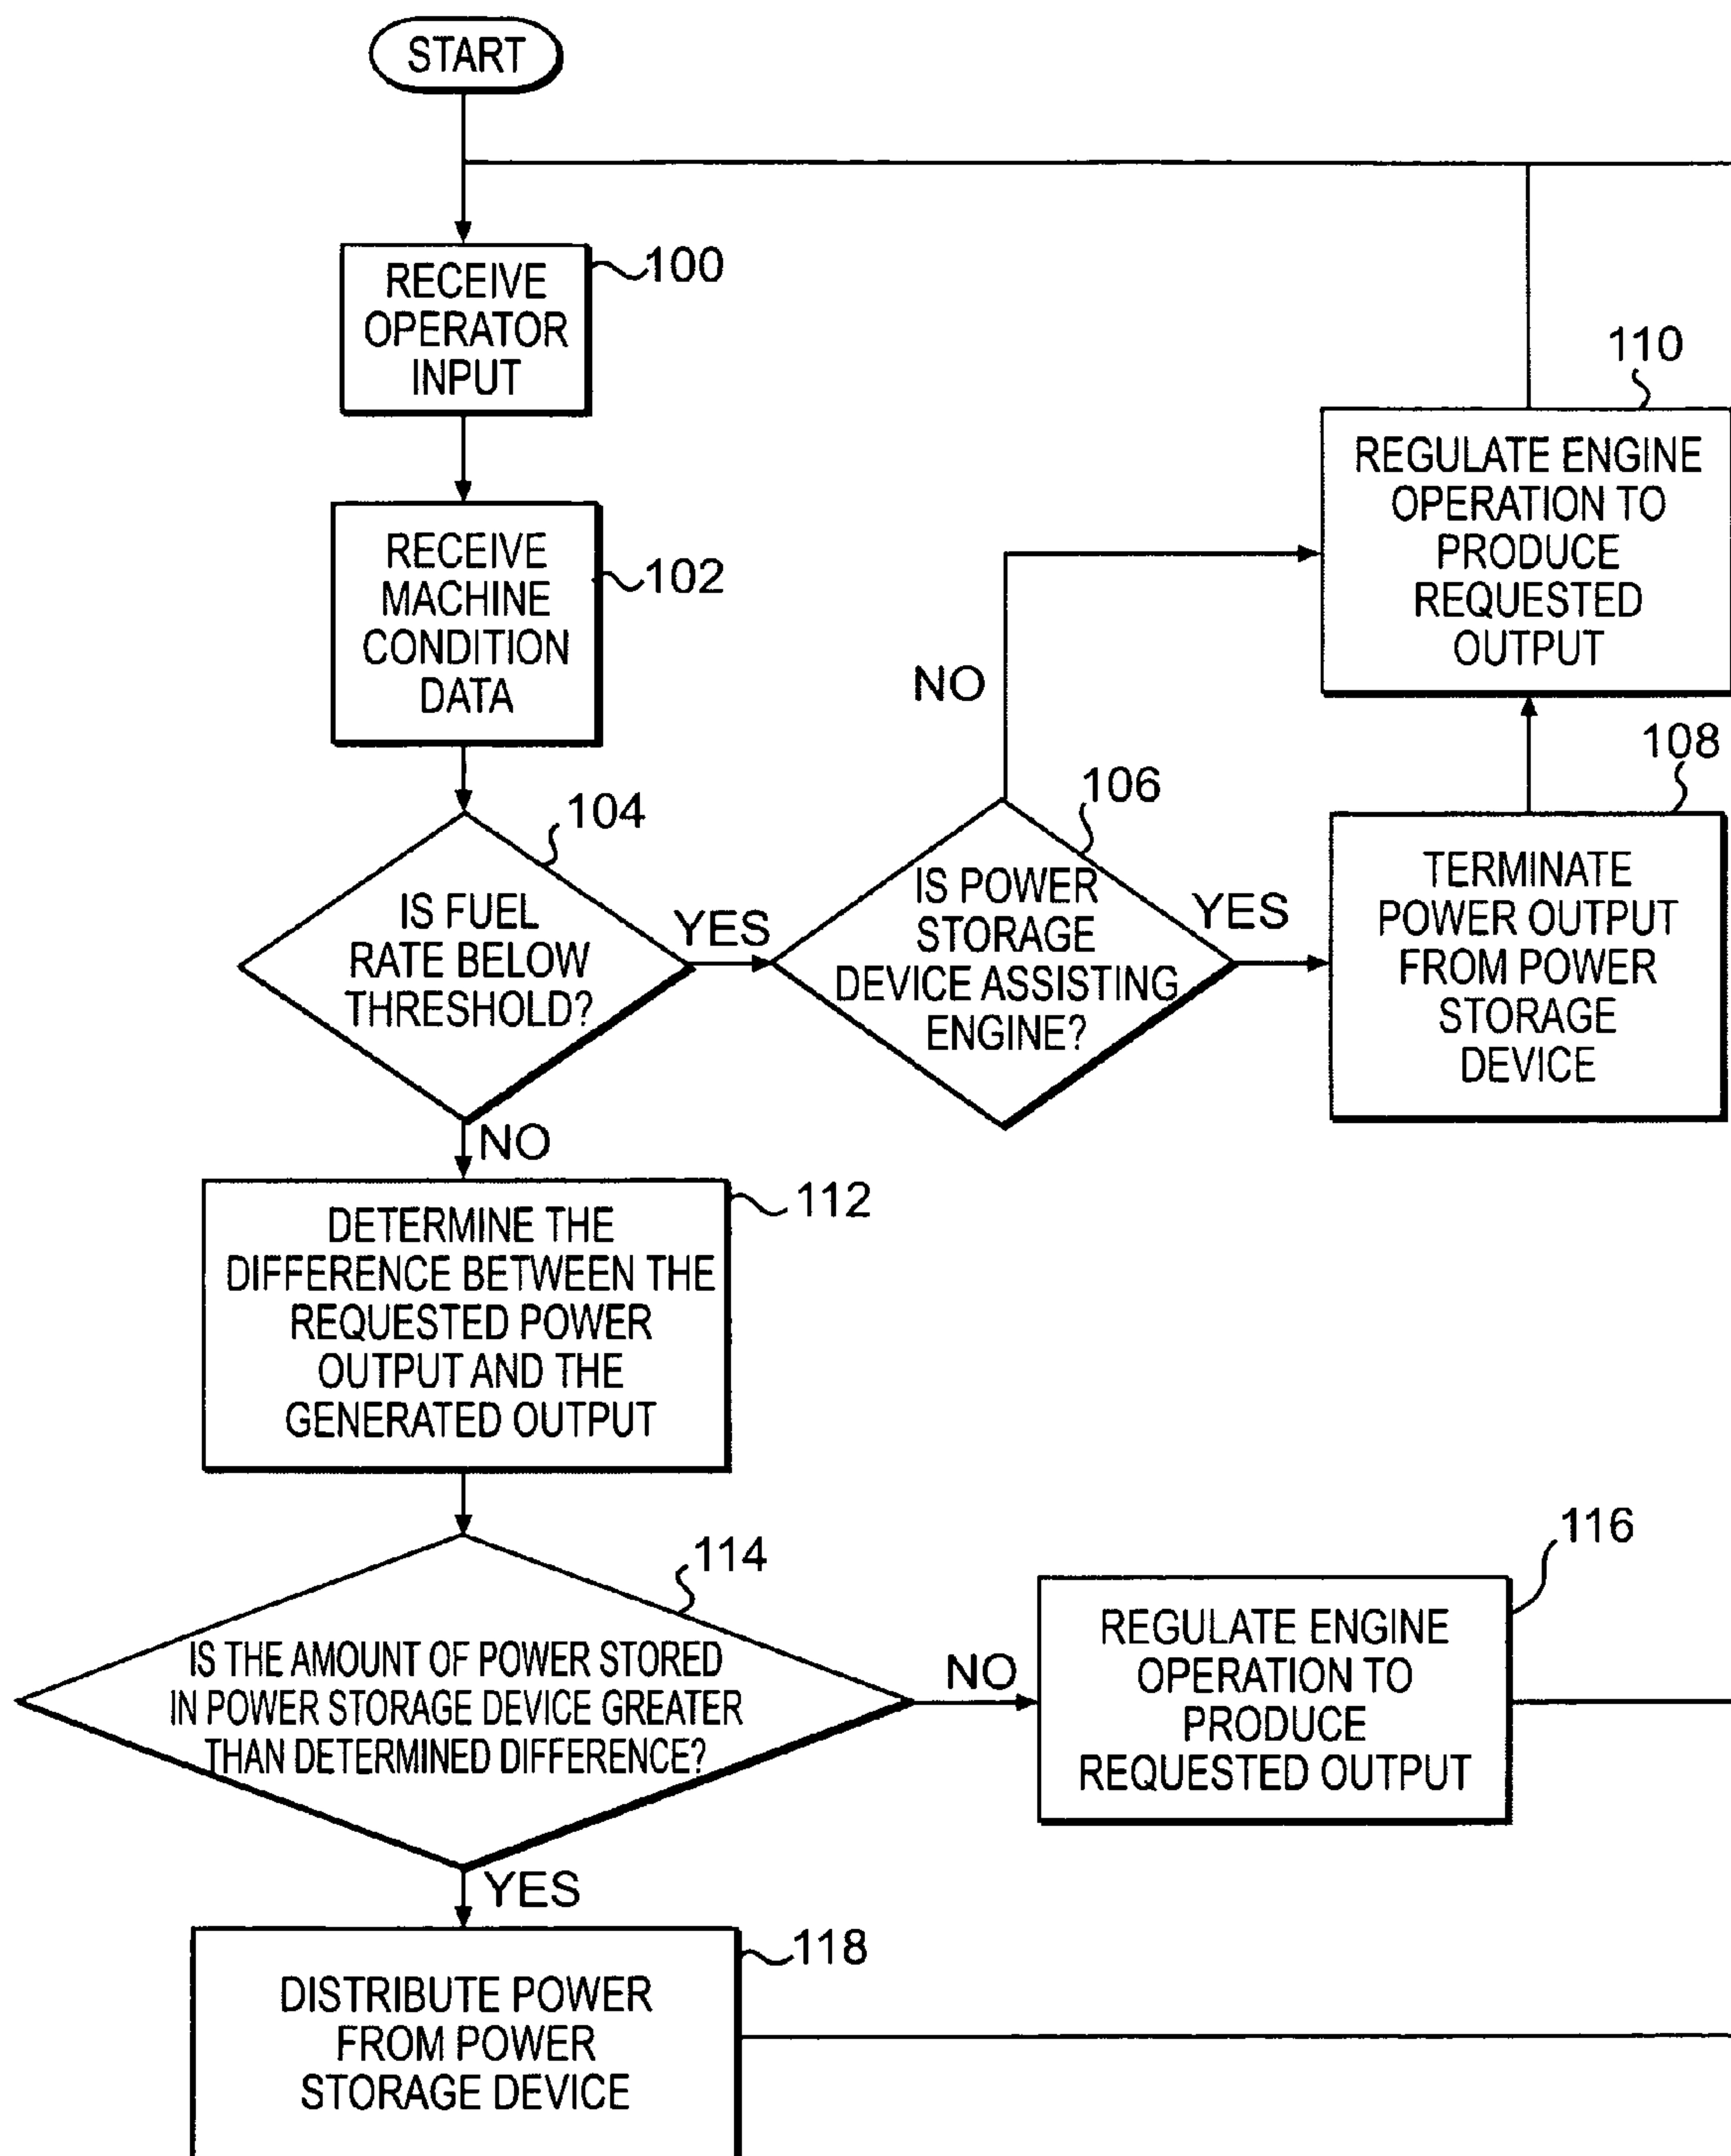 START
RECEIVE
OPERATOR
INPUT
100
RECEIVE
MACHINE
CONDITION
DATA
102
IS FUEL
RATE BELOW
THRESHOLD?
104
YES
NO
IS POWER
STORAGE
DEVICE ASSISTING
ENGINE?
106
NO
YES
TERMINATE
POWER OUTPUT
FROM POWER
STORAGE
DEVICE
108
REGULATE ENGINE
OPERATION TO
PRODUCE
REQUESTED
OUTPUT
110
DETERMINE THE
DIFFERENCE BETWEEN THE
REQUESTED POWER
OUTPUT AND THE
GENERATED OUTPUT
112
IS THE AMOUNT OF POWER STORED
IN POWER STORAGE DEVICE GREATER
THAN DETERMINED DIFFERENCE?
114
NO
REGULATE ENGINE
OPERATION TO
PRODUCE
REQUESTED OUTPUT
116
YES
DISTRIBUTE POWER
FROM POWER
STORAGE DEVICE
118